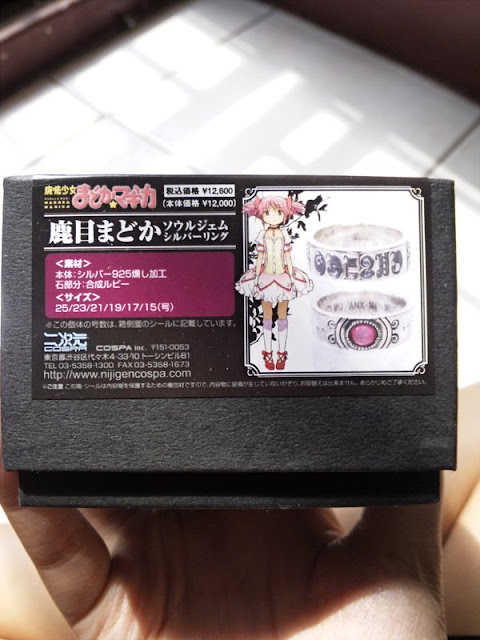 魔法少女
まどか☆マギカ
税込価格 ¥12,600
(本体価格 ¥12,000)
鹿目まどか ソウルジェム
シルバーリング
<素材>
本体:シルバー925燻し加工
石部分:合成ルビー
<サイズ>
25/23/21/19/17/15(号)
※この個体の号数は、箱側面のシールに記載しています。
二次元
COSPA
COSPA inc. 〒151-0053
東京都渋谷区代々木4-33-10 トーシンビルB1
TEL 03-5358-1300 FAX 03-5358-1673
http://www.nijigencospa.com